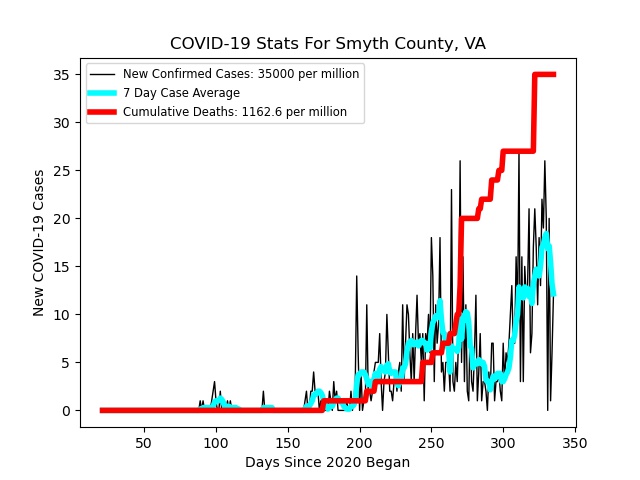 COVID-19 Stats For Smyth County, VA
New Confirmed Cases: 35000 per million
7 Day Case Average
Cumulative Deaths: 1162.6 per million
New COVID-19 Cases
35
30
25
20
15
10
5
0
50
100
150
200
250
300
350
Days Since 2020 Began